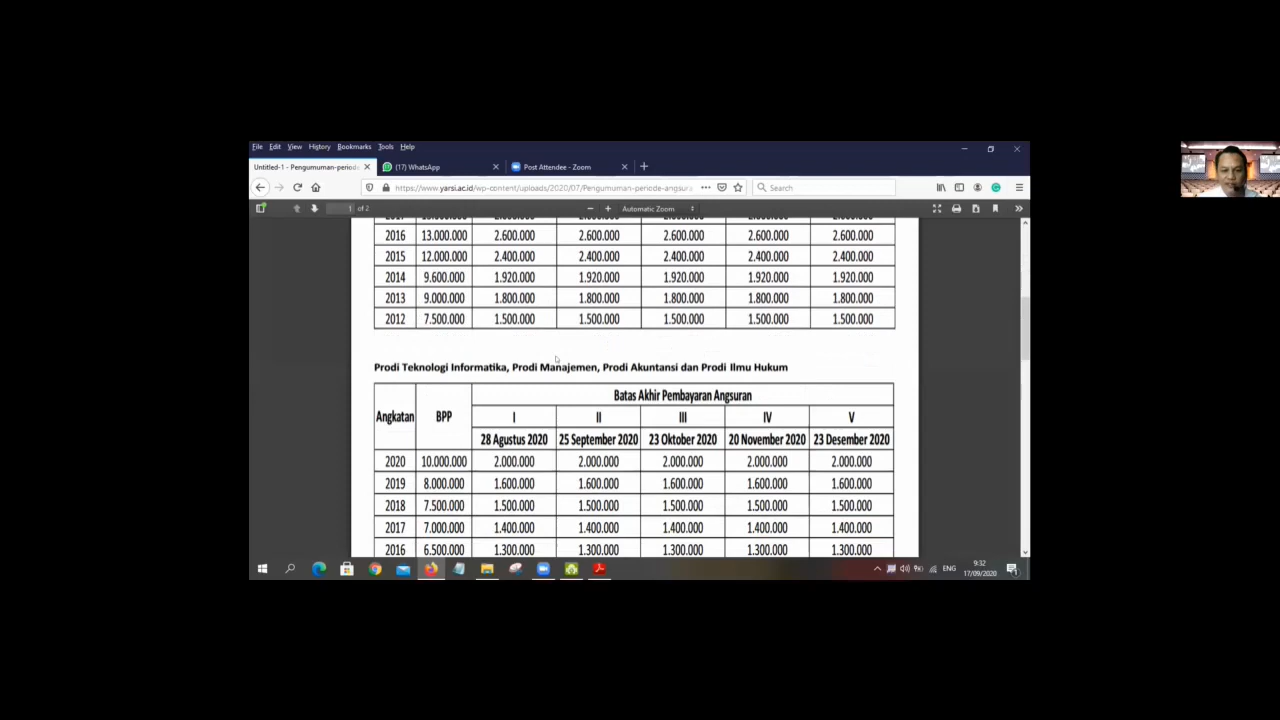 File Edit View History Bookmarks Tools Help
Untitled-1 - Pengumuman-periode (17) WhatsApp Post Attendee - Zoom
https://www.yarsi.ac.id/wp-content/uploads/2020/07/Pengumuman-periode-angsura Search
1 of 2 Automatic Zoom
2016 13.000.000 2.600.000 2.600.000 2.600.000 2.600.000 2.600.000
2015 12.000.000 2.400.000 2.400.000 2.400.000 2.400.000 2.400.000
2014 9.600.000 1.920.000 1.920.000 1.920.000 1.920.000 1.920.000
2013 9.000.000 1.800.000 1.800.000 1.800.000 1.800.000 1.800.000
2012 7.500.000 1.500.000 1.500.000 1.500.000 1.500.000 1.500.000
Prodi Teknologi Informatika, Prodi Manajemen, Prodi Akuntansi dan Prodi Ilmu Hukum
Batas Akhir Pembayaran Angsuran
Angkatan BPP I II III IV V
28 Agustus 2020 25 September 2020 23 Oktober 2020 20 November 2020 23 Desember 2020
2020 10.000.000 2.000.000 2.000.000 2.000.000 2.000.000 2.000.000
2019 8.000.000 1.600.000 1.600.000 1.600.000 1.600.000 1.600.000
2018 7.500.000 1.500.000 1.500.000 1.500.000 1.500.000 1.500.000
2017 7.000.000 1.400.000 1.400.000 1.400.000 1.400.000 1.400.000
2016 6.500.000 1.300.000 1.300.000 1.300.000 1.300.000 1.300.000
ENG 9:32
17/09/2020